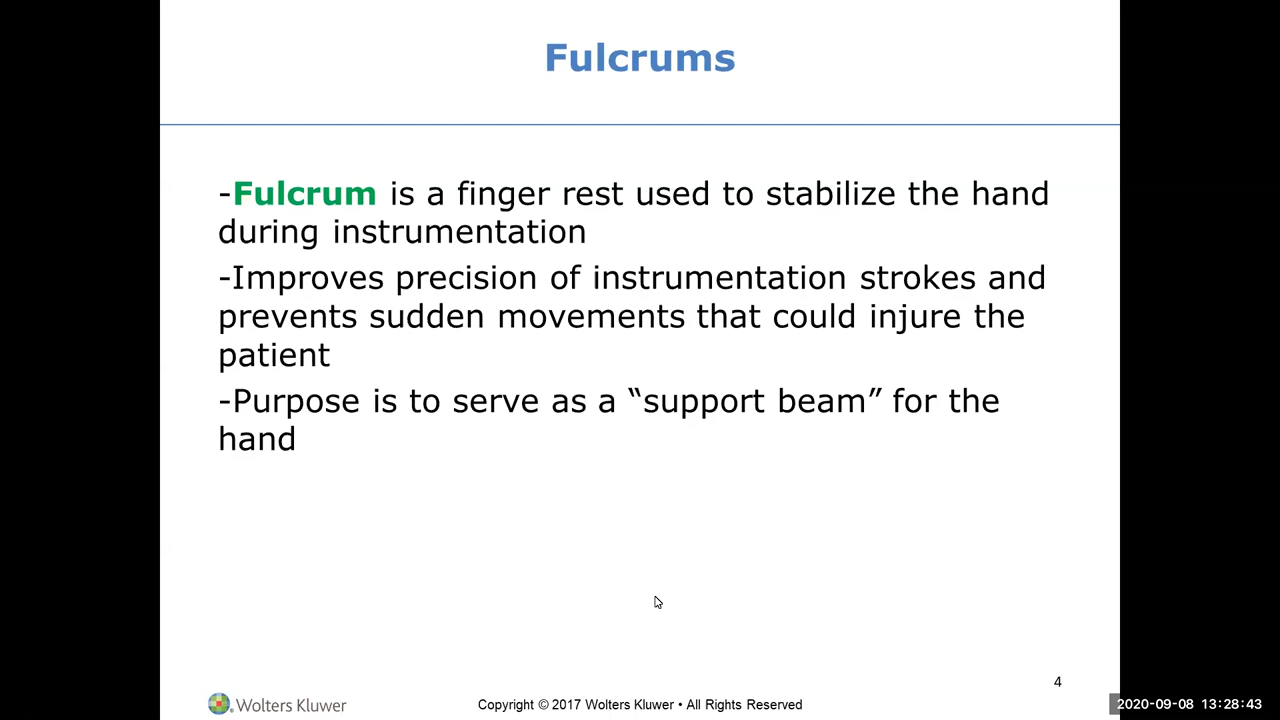 Fulcrums
-Fulcrum is a finger rest used to stabilize the hand
during instrumentation
-Improves precision of instrumentation strokes and
prevents sudden movements that could injure the
patient
-Purpose is to serve as a “support beam” for the
hand
4
Wolters Kluwer
Copyright © 2017 Wolters Kluwer • All Rights Reserved
2020-09-08 13:28:43